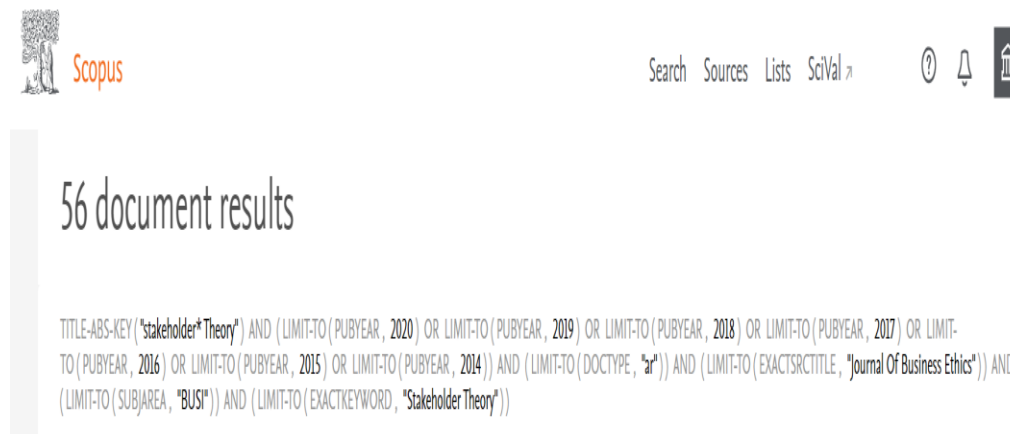 Scopus
Search Sources Lists SciVal ↗
56 document results
TITLE-ABS-KEY ( "stakeholder* Theory" ) AND ( LIMIT-TO ( PUBYEAR , 2020 ) OR LIMIT-TO ( PUBYEAR , 2019 ) OR LIMIT-TO ( PUBYEAR , 2018 ) OR LIMIT-TO ( PUBYEAR , 2017 ) OR LIMIT-
TO ( PUBYEAR , 2016 ) OR LIMIT-TO ( PUBYEAR , 2015 ) OR LIMIT-TO ( PUBYEAR , 2014 ) ) AND ( LIMIT-TO ( DOCTYPE , "ar" ) ) AND ( LIMIT-TO ( EXACTSRCTITLE , "Journal Of Business Ethics" ) ) AND
( LIMIT-TO ( SUBJAREA , "BUSI" ) ) AND ( LIMIT-TO ( EXACTKEYWORD , "Stakeholder Theory" ) )